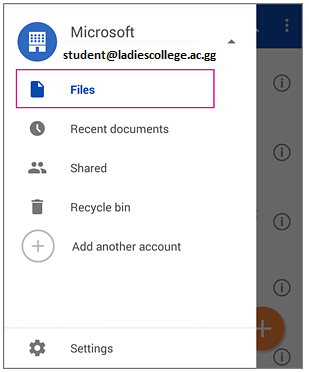 Microsoft
student@ladiescollege.ac.gg
Files
Recent documents
Shared
Recycle bin
Add another account
Settings